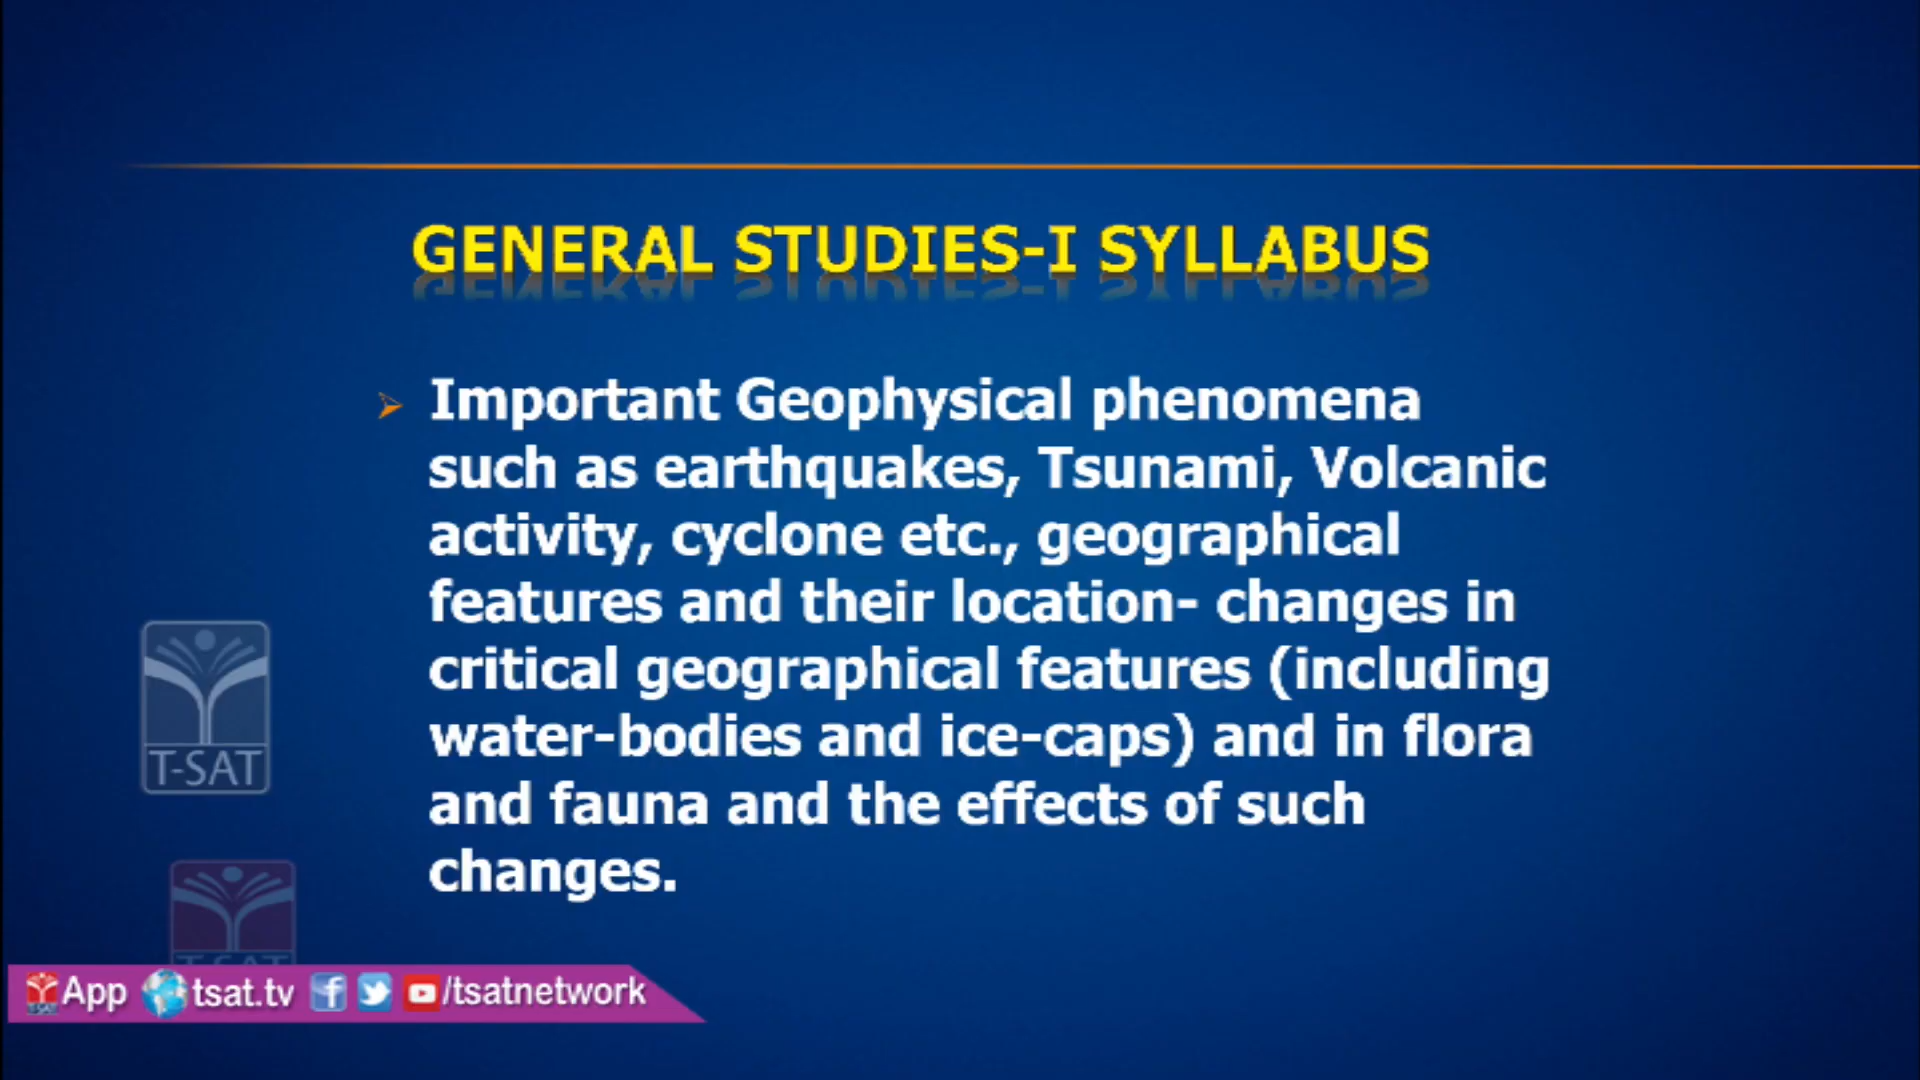 GENERAL STUDIES-I SYLLABUS
Important Geophysical phenomena
such as earthquakes, Tsunami, Volcanic
activity, cyclone etc., geographical
features and their location- changes in
critical geographical features (including
water-bodies and ice-caps) and in flora
and fauna and the effects of such
changes.
T-SAT
T-SAT
App tsat.tv /tsatnetwork